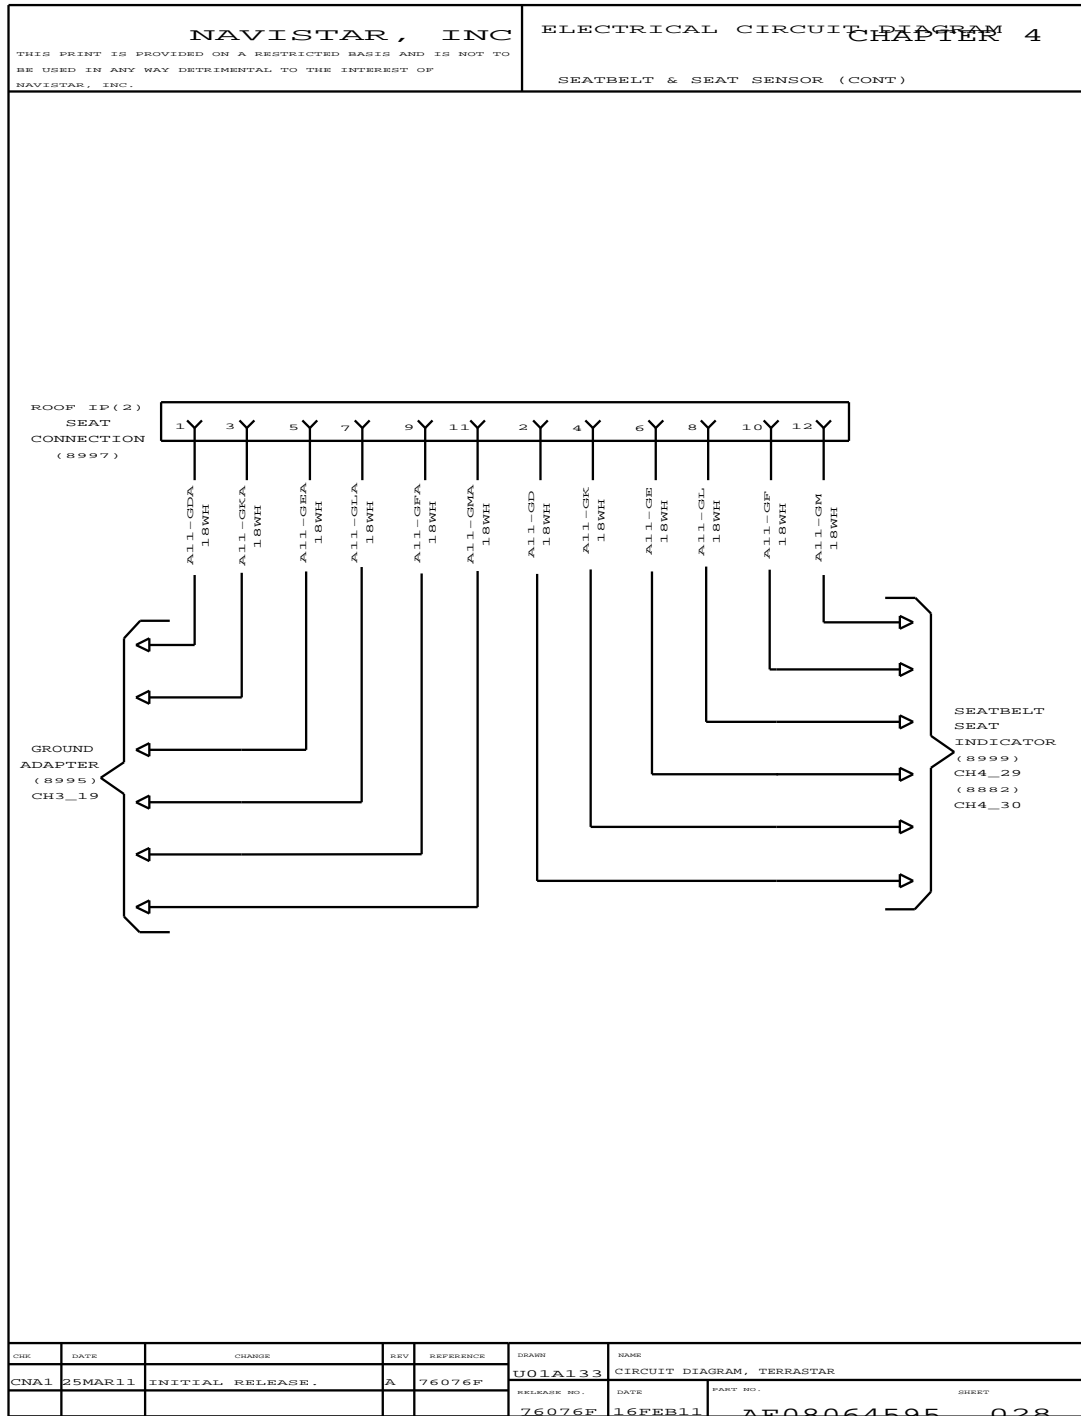 NAVISTAR, INC
THIS PRINT IS PROVIDED ON A RESTRICTED BASIS AND IS NOT TO
BE USED IN ANY WAY DETRIMENTAL TO THE INTEREST OF
NAVISTAR, INC.
ELECTRICAL CIRCUIT DIAGRAM
CHAPTER 4
SEATBELT & SEAT SENSOR (CONT)
ROOF IP(2)
SEAT
CONNECTION
(8997)
1 3 5 7 9 11 2 4 6 8 10 12
A11-GDA
18WH
A11-GKA
18WH
A11-GEA
18WH
A11-GLA
18WH
A11-GFA
18WH
A11-GMA
18WH
A11-GD
18WH
A11-GK
18WH
A11-GE
18WH
A11-GL
18WH
A11-GF
18WH
A11-GM
18WH
GROUND
ADAPTER
(8995)
CH3_19
SEATBELT
SEAT
INDICATOR
(8999)
CH4_29
(8882)
CH4_30
CHK DATE CHANGE REV REFERENCE
CNA1 25MAR11 INITIAL RELEASE. A 76076F
DRAWN
U01A133
NAME
CIRCUIT DIAGRAM, TERRASTAR
RELEASE NO.
76076F
DATE
16FEB11
PART NO.
AF08064595
SHEET
028